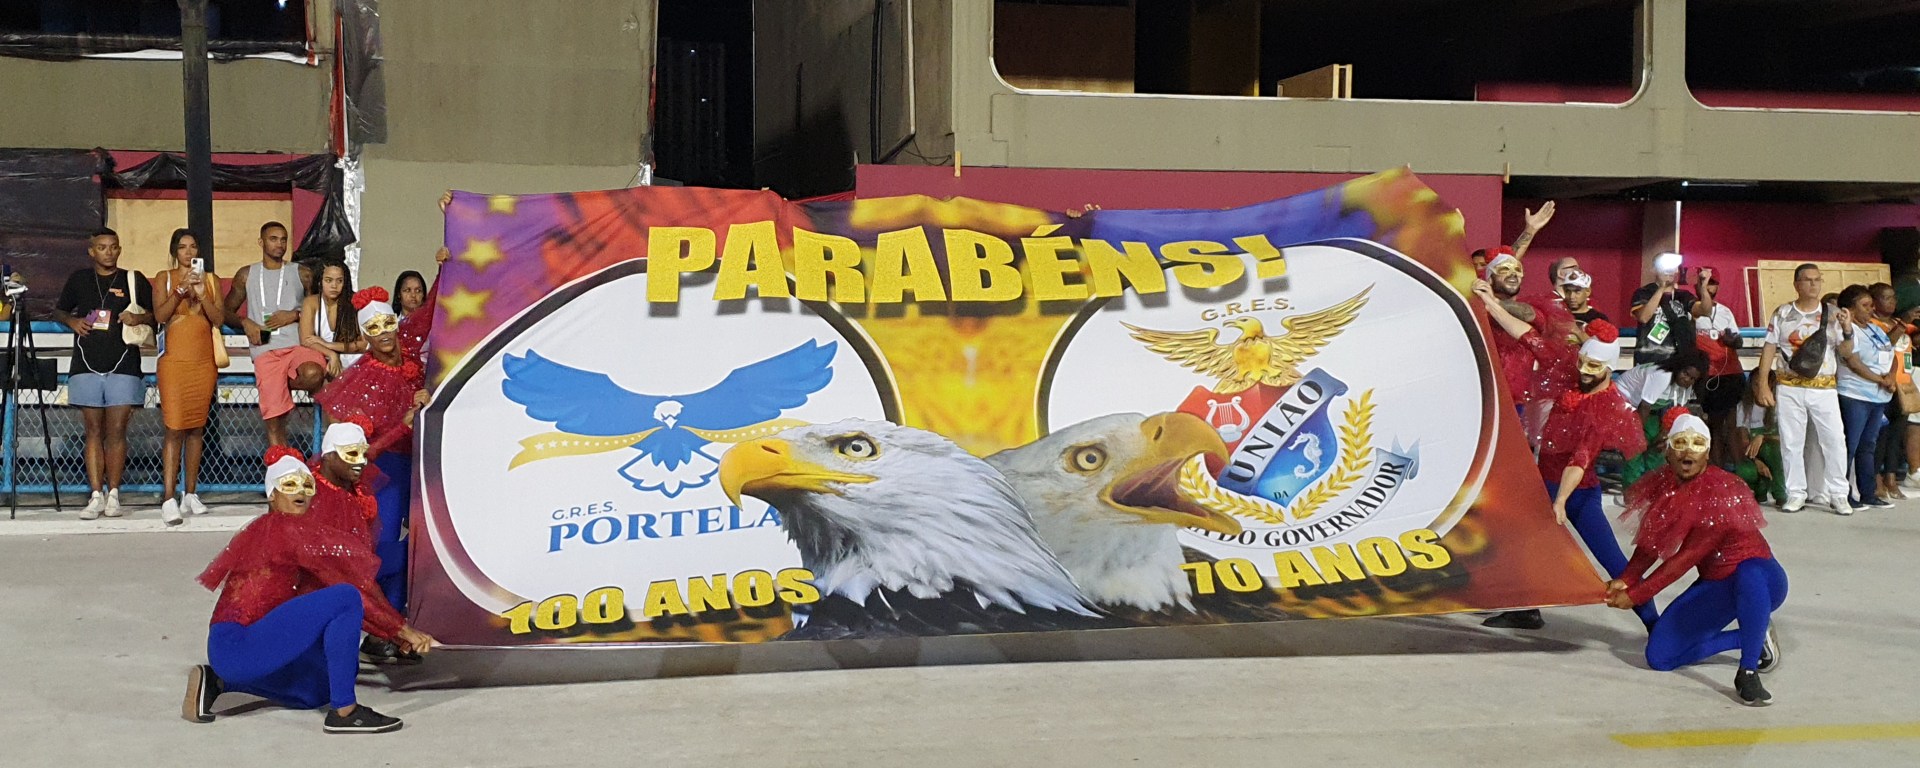 PARABÉNS!
G.R.E.S.
PORTELA
100 ANOS
G.R.E.S.
UNIÃO
DA
DO GOVERNADOR
70 ANOS